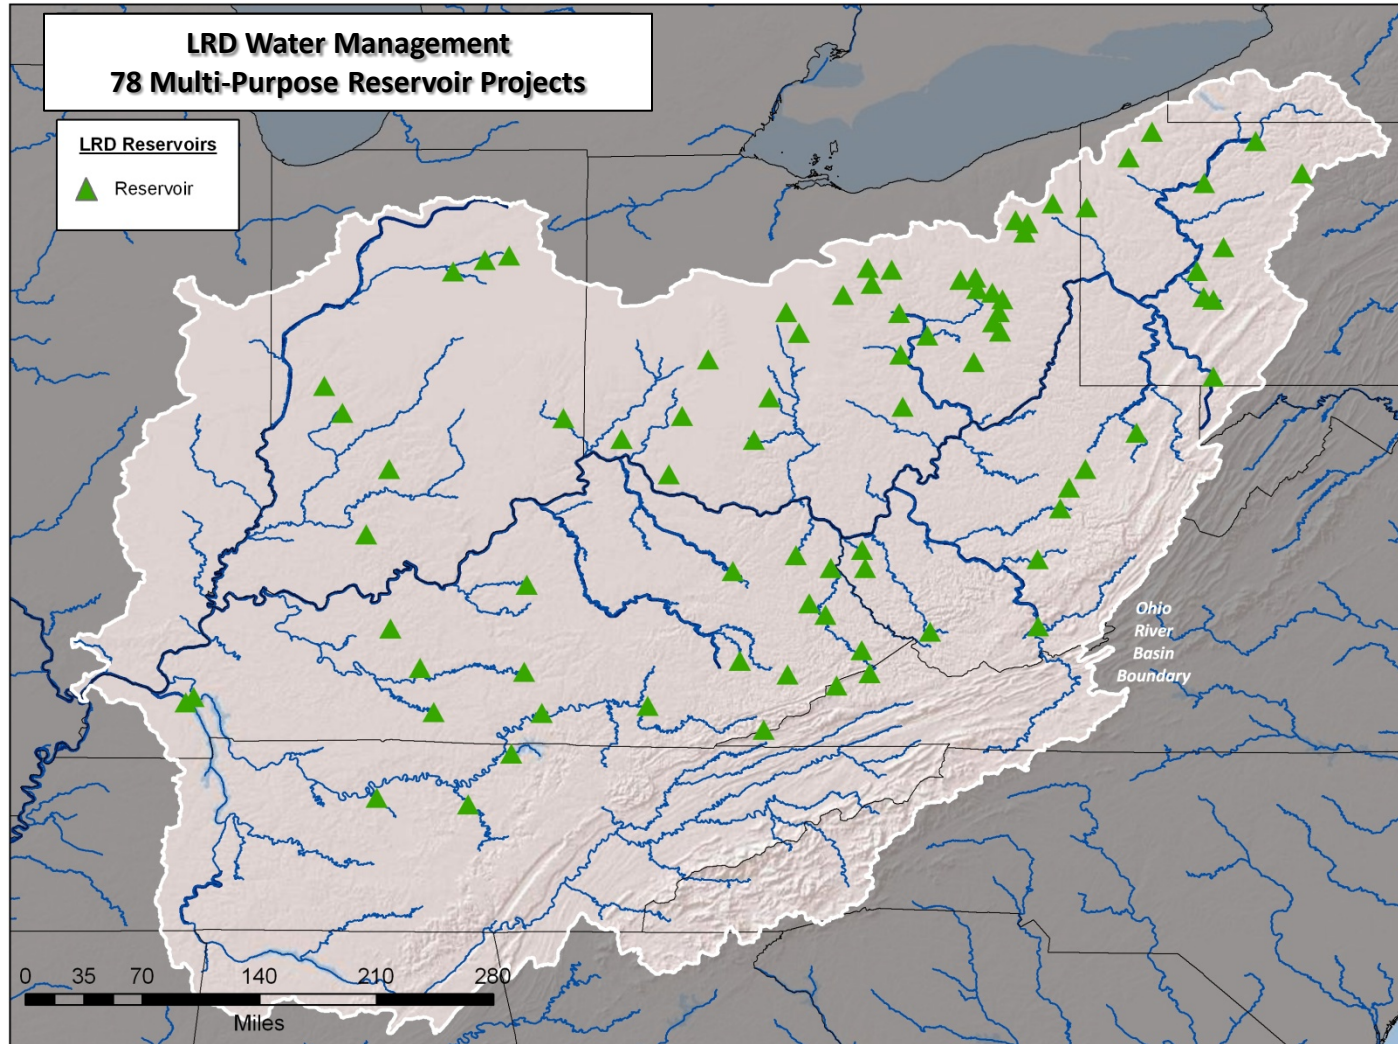 LRD Water Management
78 Multi-Purpose Reservoir Projects
LRD Reservoirs
Reservoir
Ohio
River
Basin
Boundary
0 35 70 140 210 280
Miles